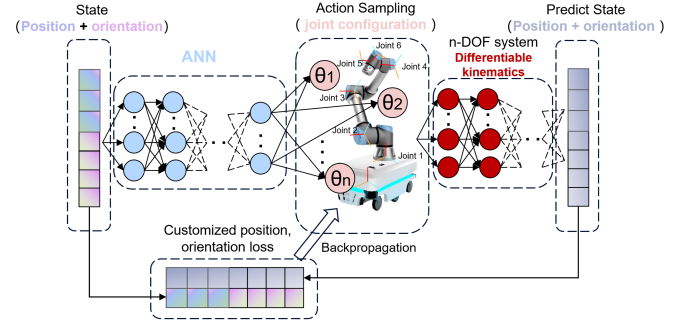 State
(Position + orientation)
Action Sampling
(joint configuration)
Predict State
(Position + orientation)
ANN
n-DOF system
Differentiable
kinematics
Joint 6
Joint 5
Joint 4
Joint 3
Joint 2
Joint 1
θ1
θ2
θn
Customized position,
orientation loss
Backpropagation